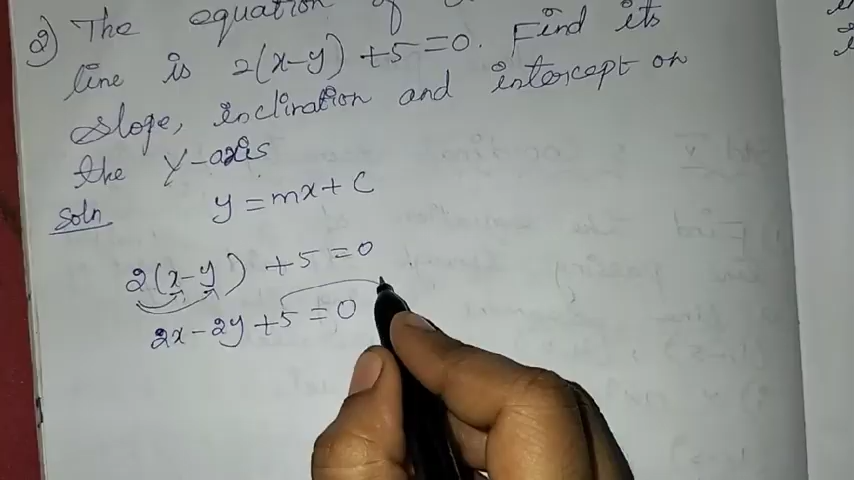 2) The equation of
line is 2(x-y) +5=0. Find its
slope, inclination and intercept on
the Y-axis
Soln y = mx + C
2(x-y) +5=0
2x-2y+5=0